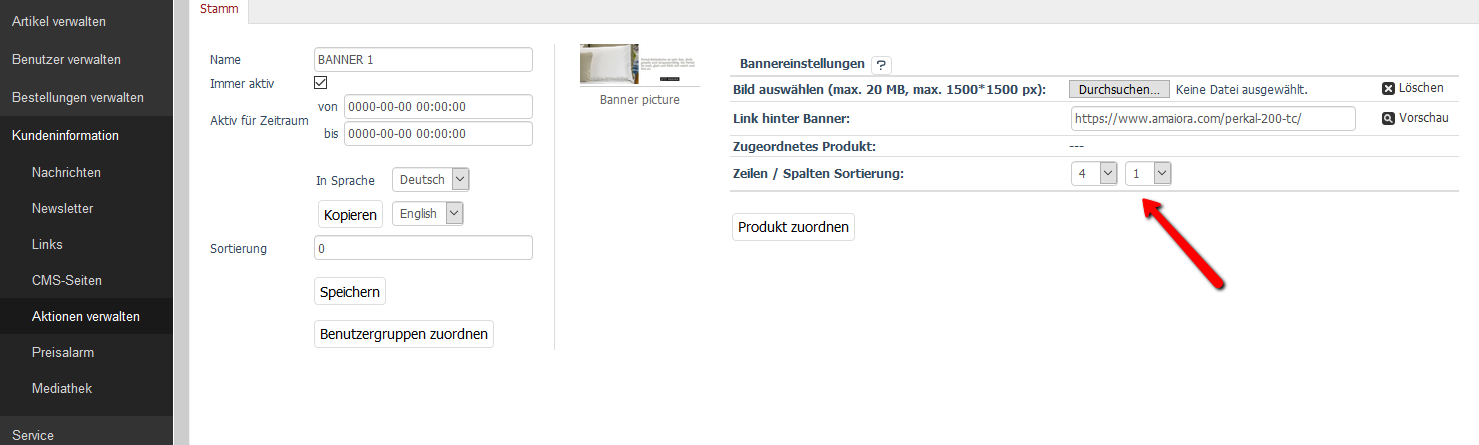 Artikel verwalten
Benutzer verwalten
Bestellungen verwalten
Kundeninformation
Nachrichten
Newsletter
Links
CMS-Seiten
Aktionen verwalten
Preisalarm
Mediathek
Service
Stamm
Name BANNER 1
Immer aktiv
Aktiv für Zeitraum
von 0000-00-00 00:00:00
bis 0000-00-00 00:00:00
In Sprache Deutsch
Kopieren English
Sortierung 0
Speichern
Benutzergruppen zuordnen
Banner picture
Bannereinstellungen ?
Bild auswählen (max. 20 MB, max. 1500*1500 px): Durchsuchen... Keine Datei ausgewählt. Löschen
Link hinter Banner: https://www.amaiora.com/perkal-200-tc/ Vorschau
Zugeordnetes Produkt: ---
Zeilen / Spalten Sortierung: 4 1
Produkt zuordnen